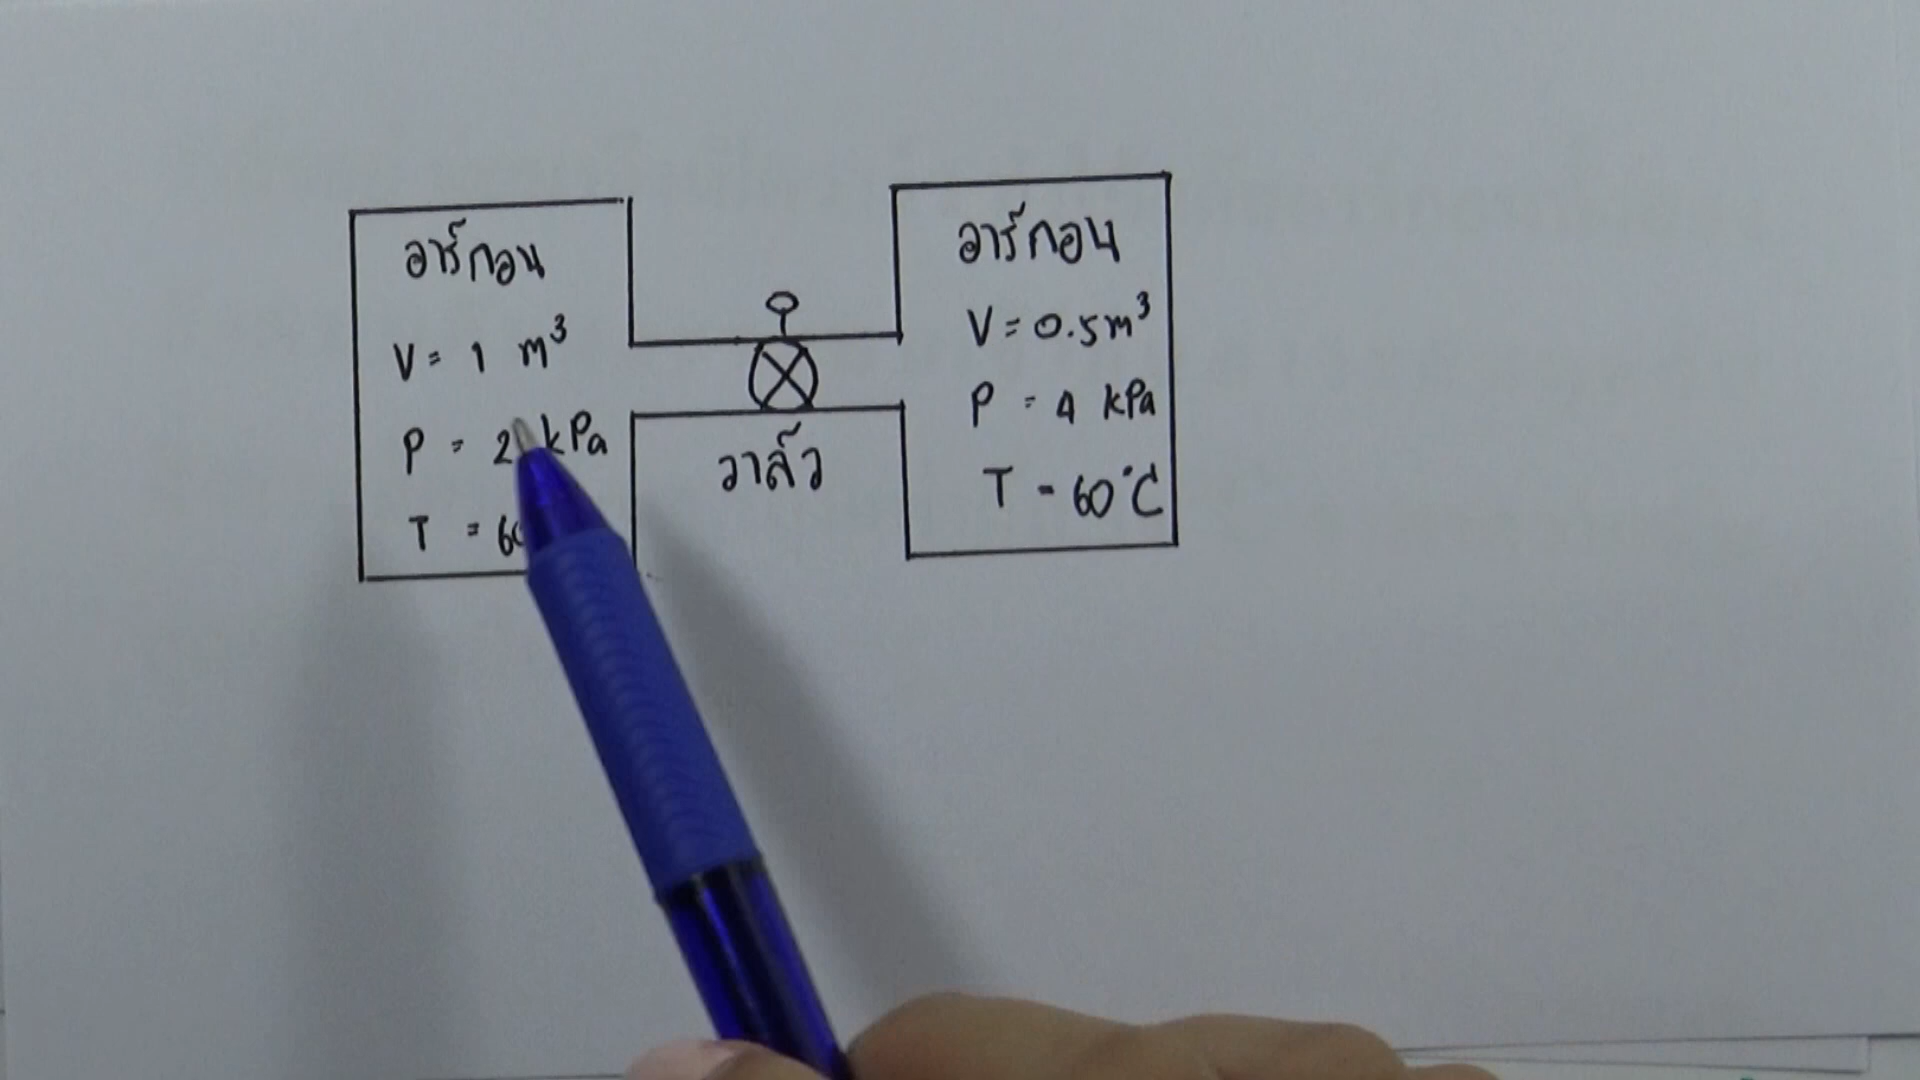 อาร์กอน
V = 1 m³
P = 2 kPa
T = 60
วาล์ว
อาร์กอน
V = 0.5 m³
P = 4 kPa
T = 60°C